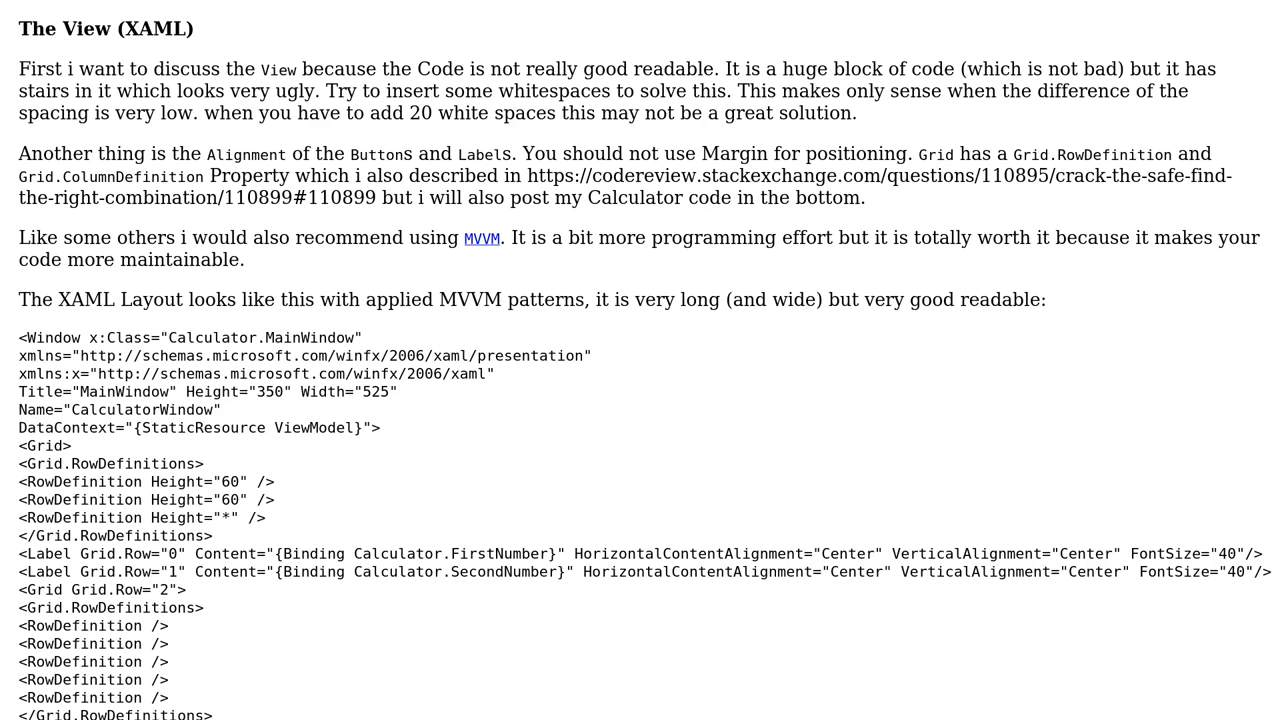 The View (XAML)
First i want to discuss the View because the Code is not really good readable. It is a huge block of code (which is not bad) but it has
stairs in it which looks very ugly. Try to insert some whitespaces to solve this. This makes only sense when the difference of the
spacing is very low. when you have to add 20 white spaces this may not be a great solution.
Another thing is the Alignment of the Buttons and Labels. You should not use Margin for positioning. Grid has a Grid.RowDefinition and
Grid.ColumnDefinition Property which i also described in https://codereview.stackexchange.com/questions/110895/crack-the-safe-find-
the-right-combination/110899#110899 but i will also post my Calculator code in the bottom.
Like some others i would also recommend using MVVM. It is a bit more programming effort but it is totally worth it because it makes your
code more maintainable.
The XAML Layout looks like this with applied MVVM patterns, it is very long (and wide) but very good readable:
<Window x:Class="Calculator.MainWindow"
xmlns="http://schemas.microsoft.com/winfx/2006/xaml/presentation"
xmlns:x="http://schemas.microsoft.com/winfx/2006/xaml"
Title="MainWindow" Height="350" Width="525"
Name="CalculatorWindow"
DataContext="{StaticResource ViewModel}">
<Grid>
<Grid.RowDefinitions>
<RowDefinition Height="60" />
<RowDefinition Height="60" />
<RowDefinition Height="*" />
</Grid.RowDefinitions>
<Label Grid.Row="0" Content="{Binding Calculator.FirstNumber}" HorizontalContentAlignment="Center" VerticalAlignment="Center" FontSize="40"/>
<Label Grid.Row="1" Content="{Binding Calculator.SecondNumber}" HorizontalContentAlignment="Center" VerticalAlignment="Center" FontSize="40"/>
<Grid Grid.Row="2">
<Grid.RowDefinitions>
<RowDefinition />
<RowDefinition />
<RowDefinition />
<RowDefinition />
<RowDefinition />
</Grid.RowDefinitions>